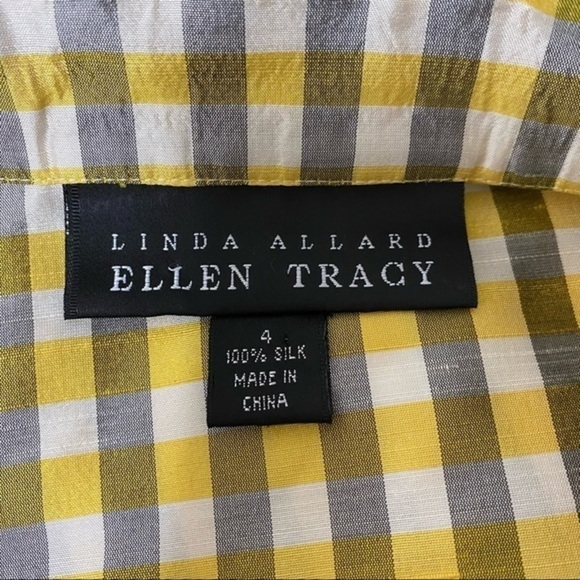 LINDA ALLARD
ELLEN TRACY
4
100% SILK
MADE IN
CHINA